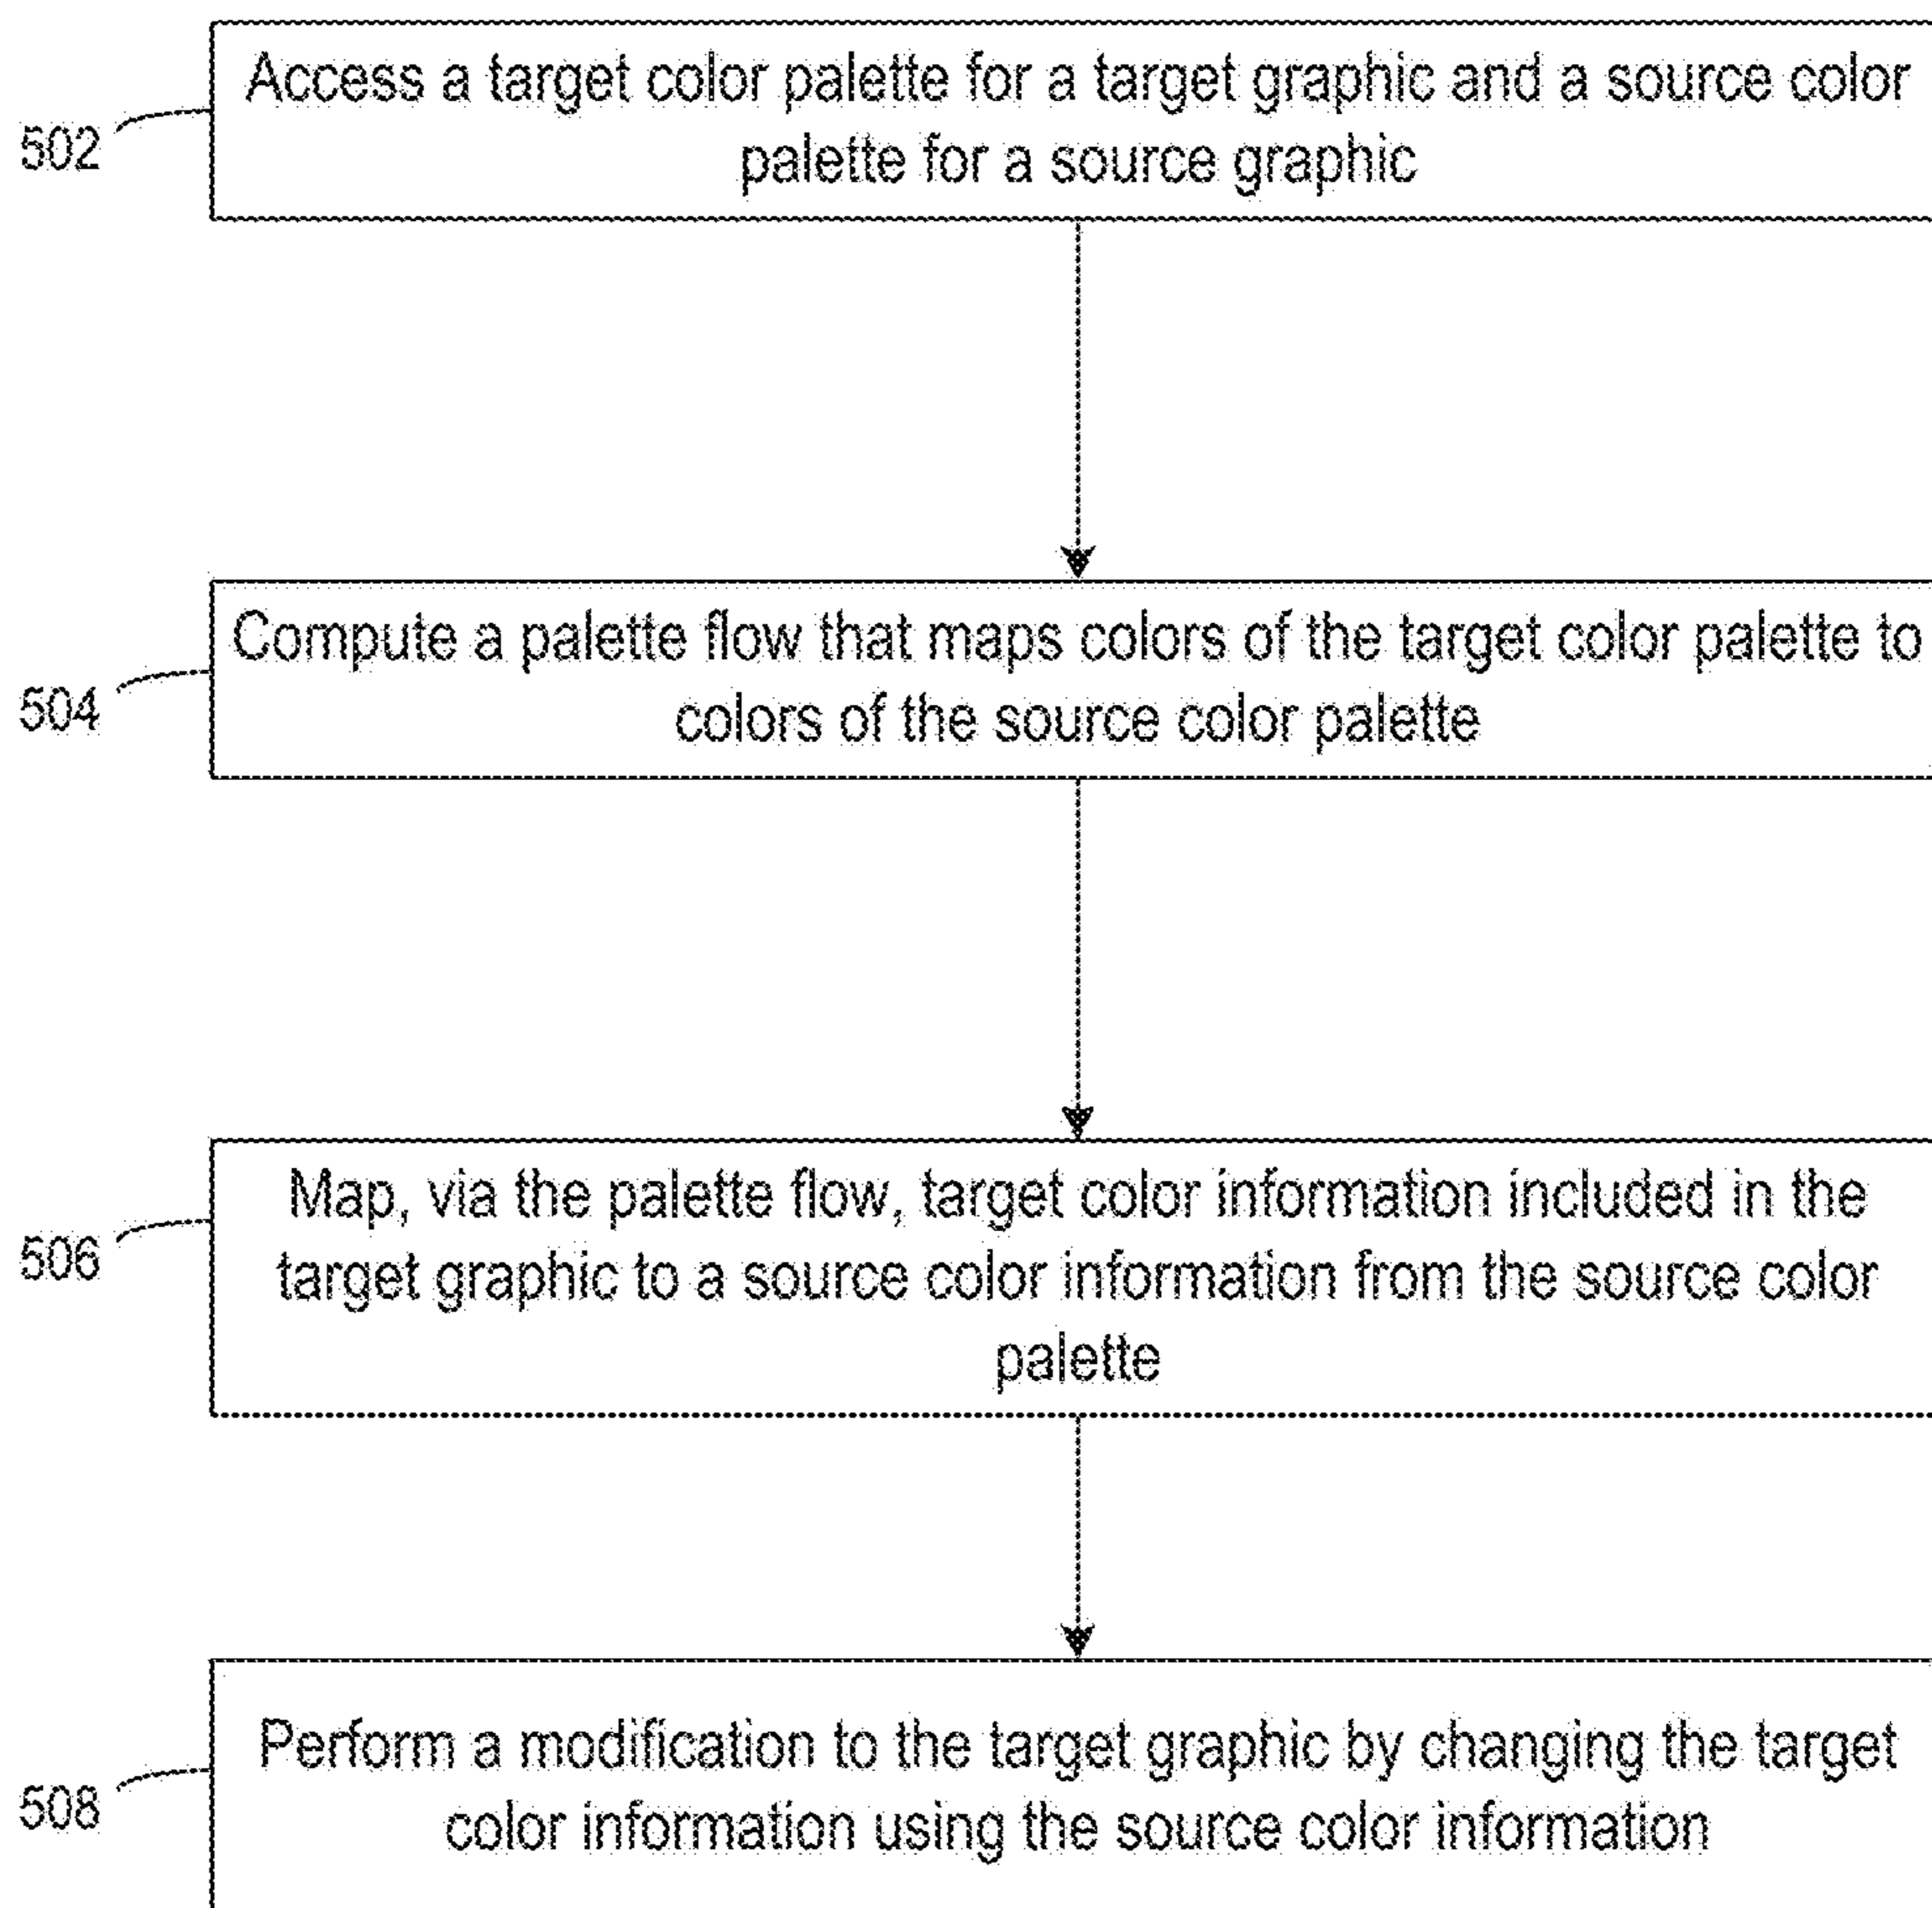 Access a target color palette for a target graphic and a source color
palette for a source graphic
502
Compute a palette flow that maps colors of the target color palette to
colors of the source color palette
504
Map, via the palette flow, target color information included in the
target graphic to a source color information from the source color
palette
506
Perform a modification to the target graphic by changing the target
color information using the source color information
508